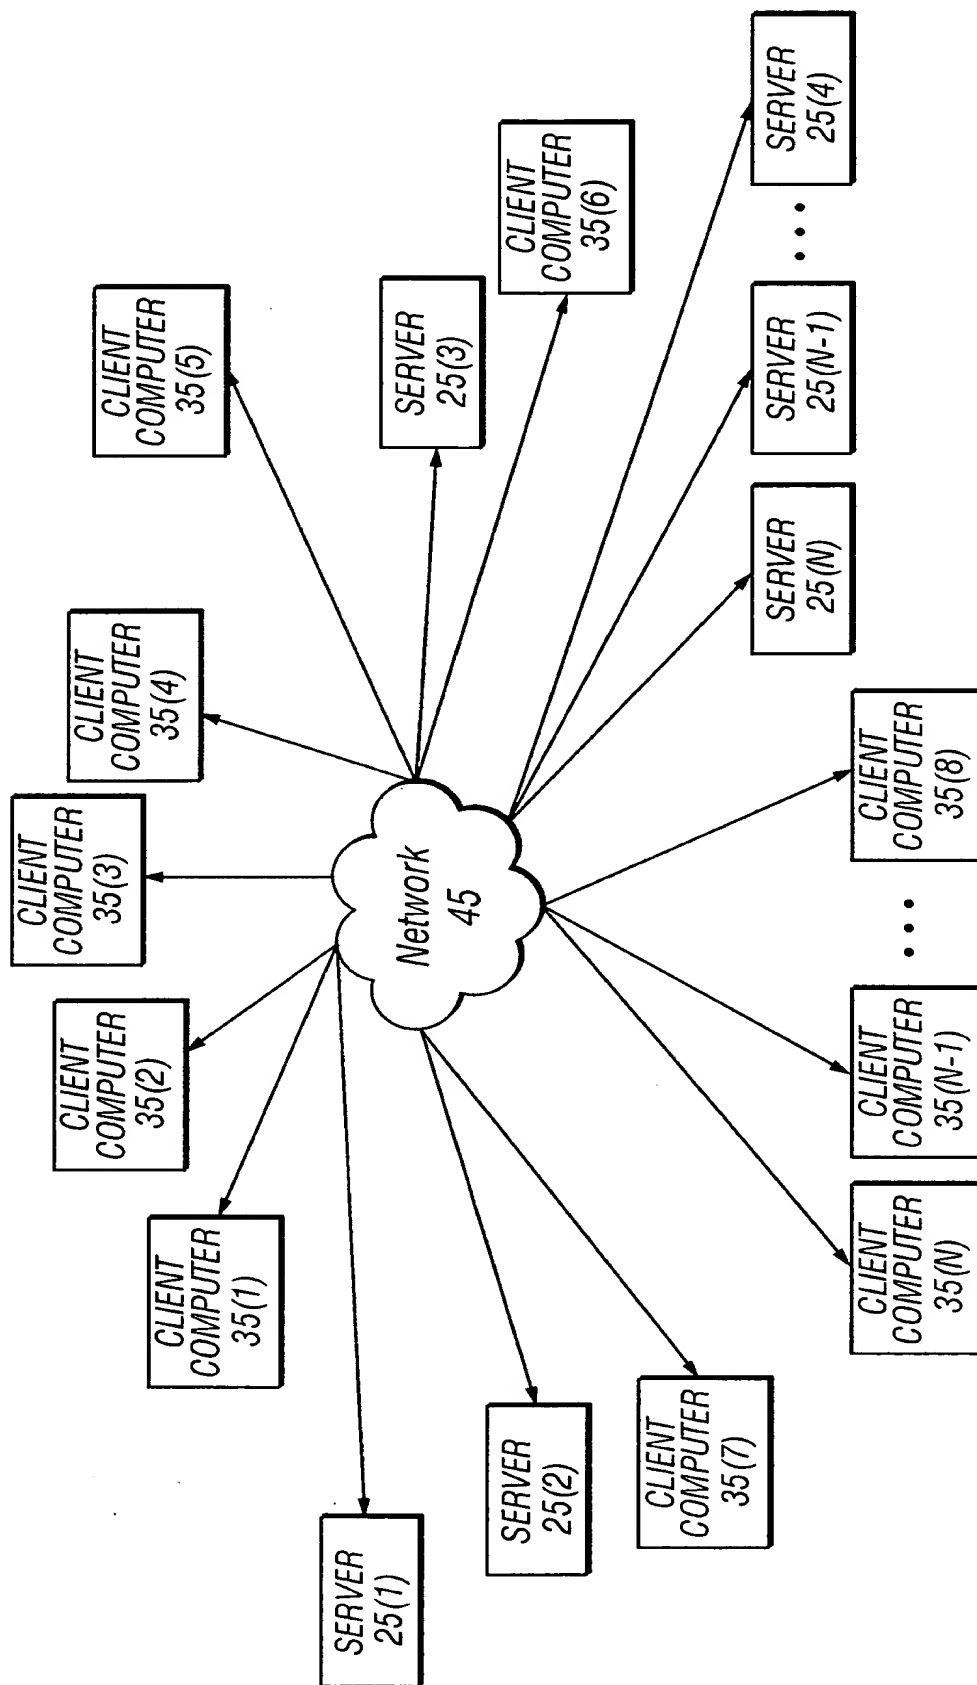 CLIENT
COMPUTER
35(3)
CLIENT
COMPUTER
35(2)
CLIENT
COMPUTER
35(4)
CLIENT
COMPUTER
35(5)
CLIENT
COMPUTER
35(1)
SERVER
25(1)
Network
45
SERVER
25(3)
SERVER
25(2)
CLIENT
COMPUTER
35(6)
CLIENT
COMPUTER
35(7)
SERVER
25(N)
SERVER
25(N-1)
....
SERVER
25(4)
CLIENT
COMPUTER
35(N)
CLIENT
COMPUTER
35(N-1)
...
CLIENT
COMPUTER
35(8)